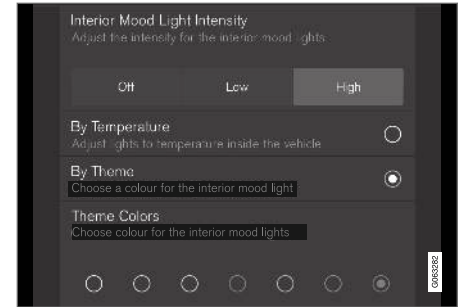 Interior Mood Light Intensity
Adjust the intensity for the interior mood lights
Off Low High
By Temperature
Adjust lights to temperature inside the vehicle
By Theme
Choose a colour for the interior mood light
Theme Colors
Choose colour for the interior mood lights
G063282